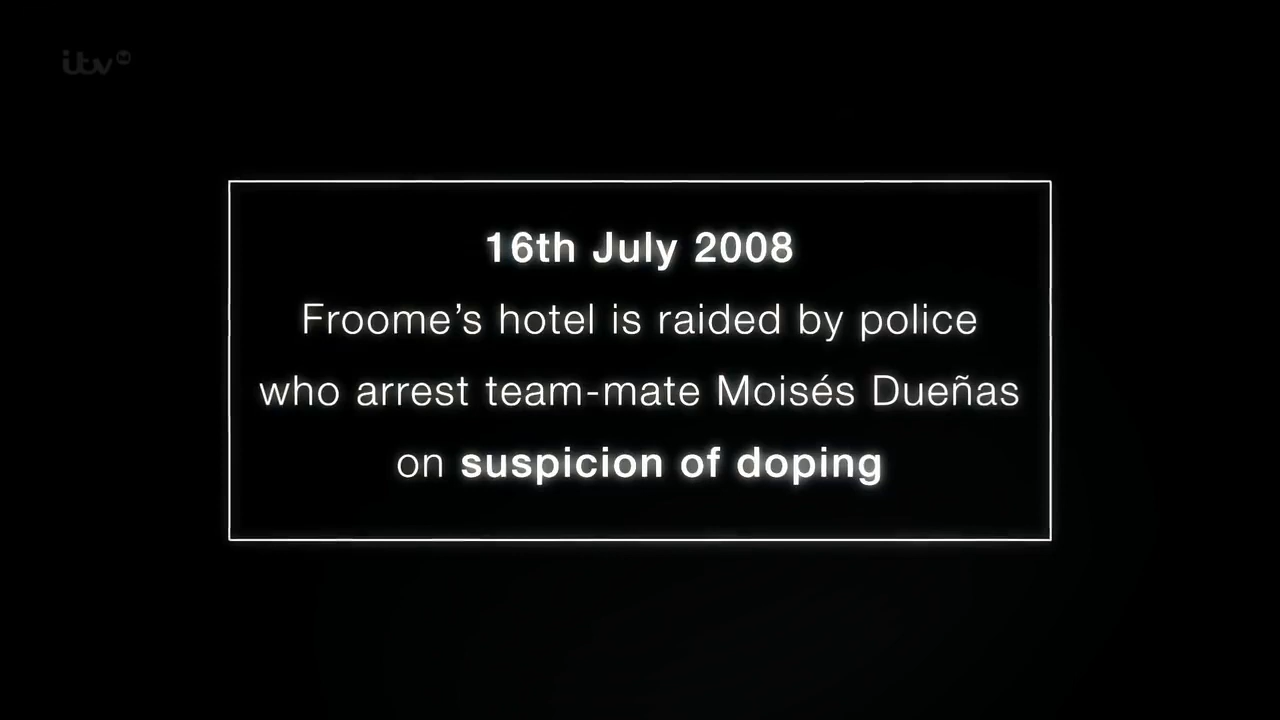 itv
16th July 2008
Froome's hotel is raided by police
who arrest team-mate Moisés Dueñas
on suspicion of doping